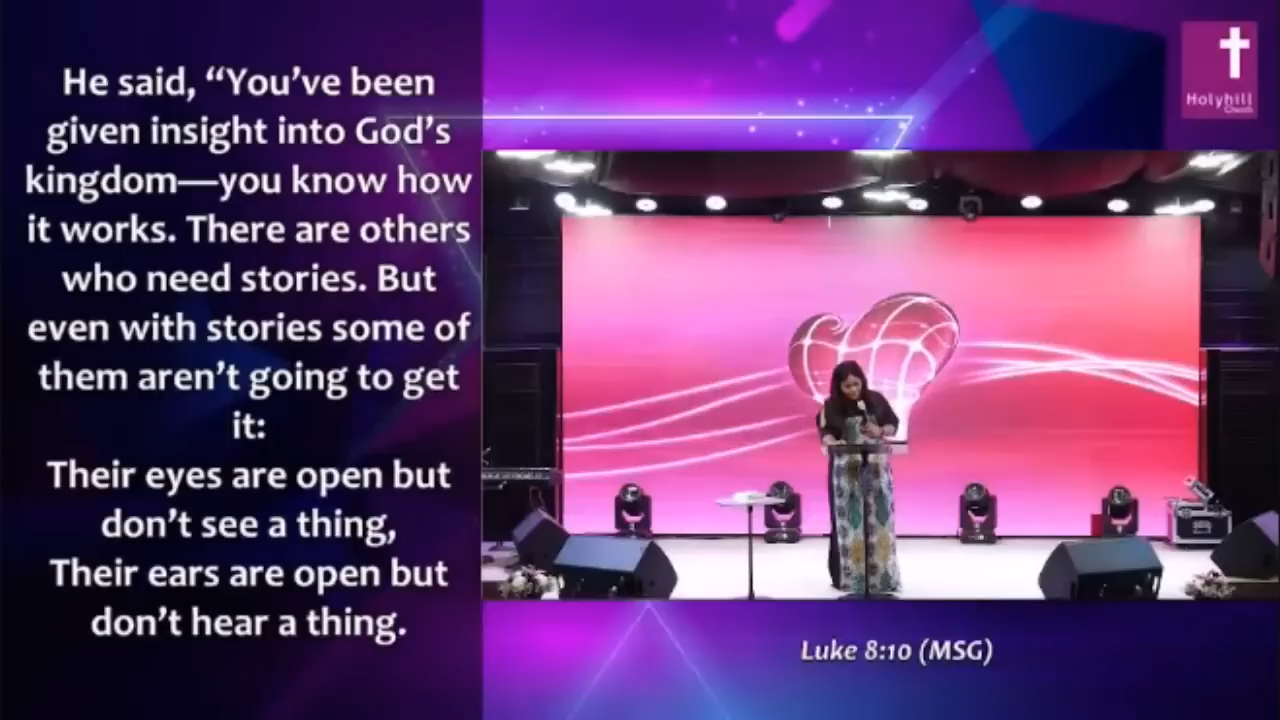 He said, “You’ve been
given insight into God’s
kingdom—you know how
it works. There are others
who need stories. But
even with stories some of
them aren’t going to get
it:
Their eyes are open but
don’t see a thing,
Their ears are open but
don’t hear a thing.
Holyhill
Church
Luke 8:10 (MSG)